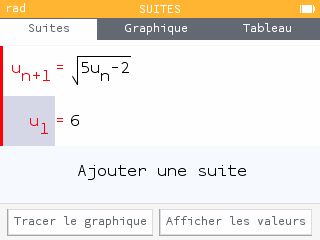 rad SUITES
Suites Graphique Tableau
uₙ₊₁ = √(5uₙ-2)
u₁ = 6
Ajouter une suite
Tracer le graphique Afficher les valeurs